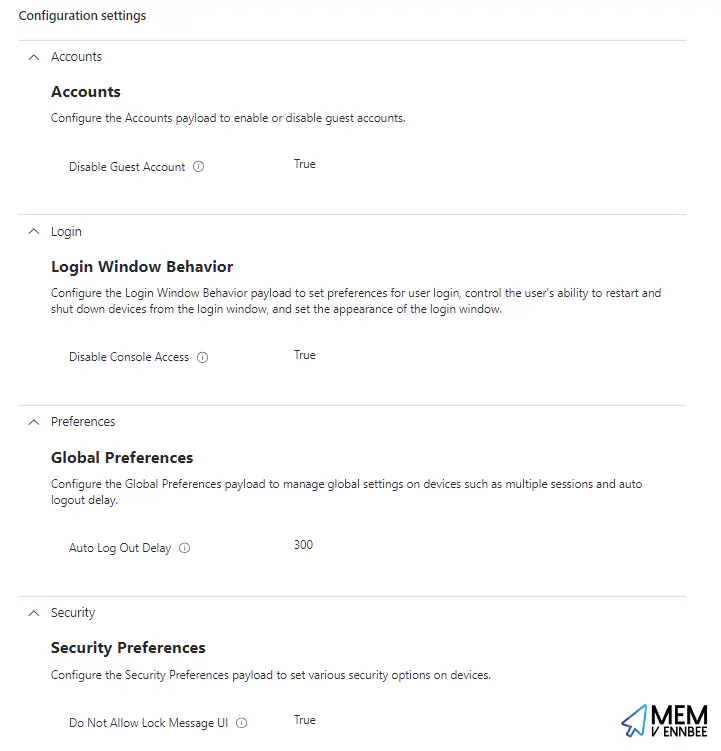 Configuration settings
Accounts
Accounts
Configure the Accounts payload to enable or disable guest accounts.
Disable Guest Account True
Login
Login Window Behavior
Configure the Login Window Behavior payload to set preferences for user login, control the user's ability to restart and
shut down devices from the login window, and set the appearance of the login window.
Disable Console Access True
Preferences
Global Preferences
Configure the Global Preferences payload to manage global settings on devices such as multiple sessions and auto
logout delay.
Auto Log Out Delay 300
Security
Security Preferences
Configure the Security Preferences payload to set various security options on devices.
Do Not Allow Lock Message UI True
MEM
V ENNBEE